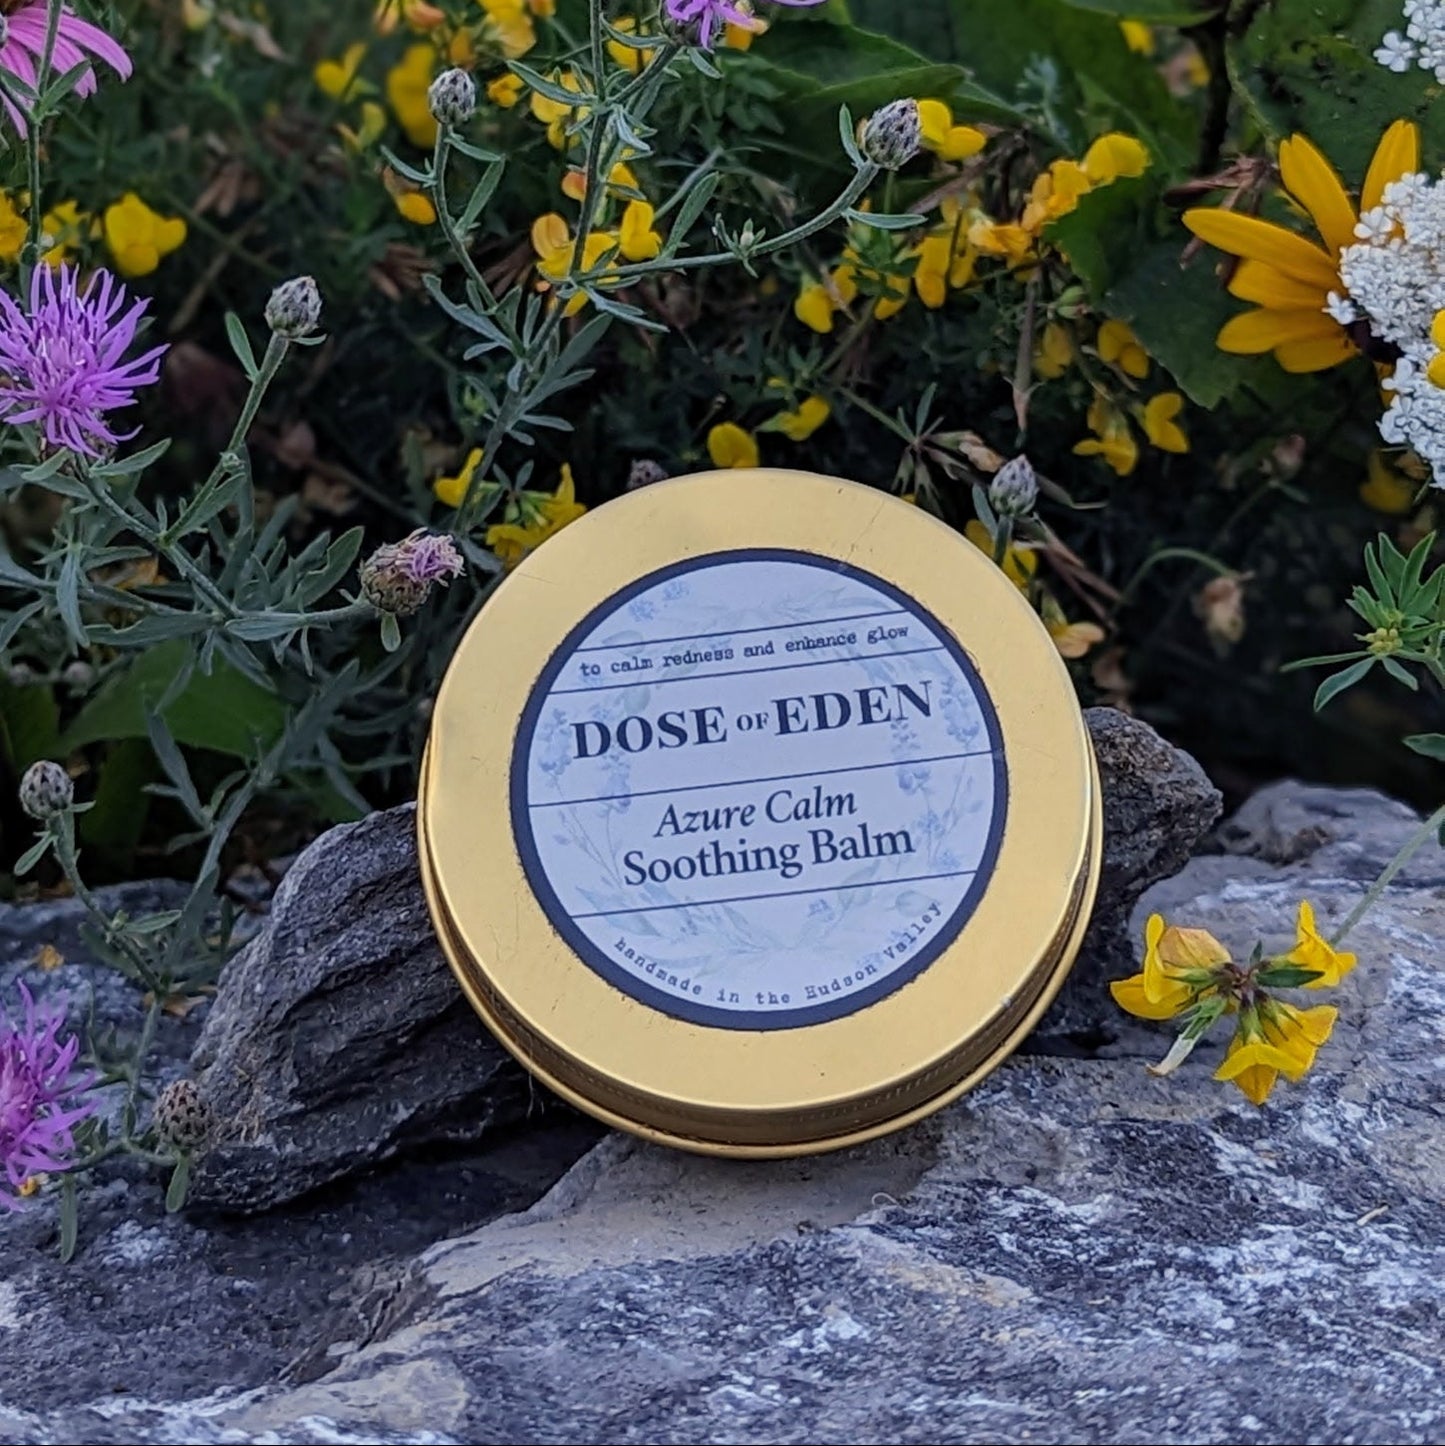 to calm redness and enhance glow
DOSE OF EDEN
Azure Calm
Soothing Balm
handmade in the Hudson Valley